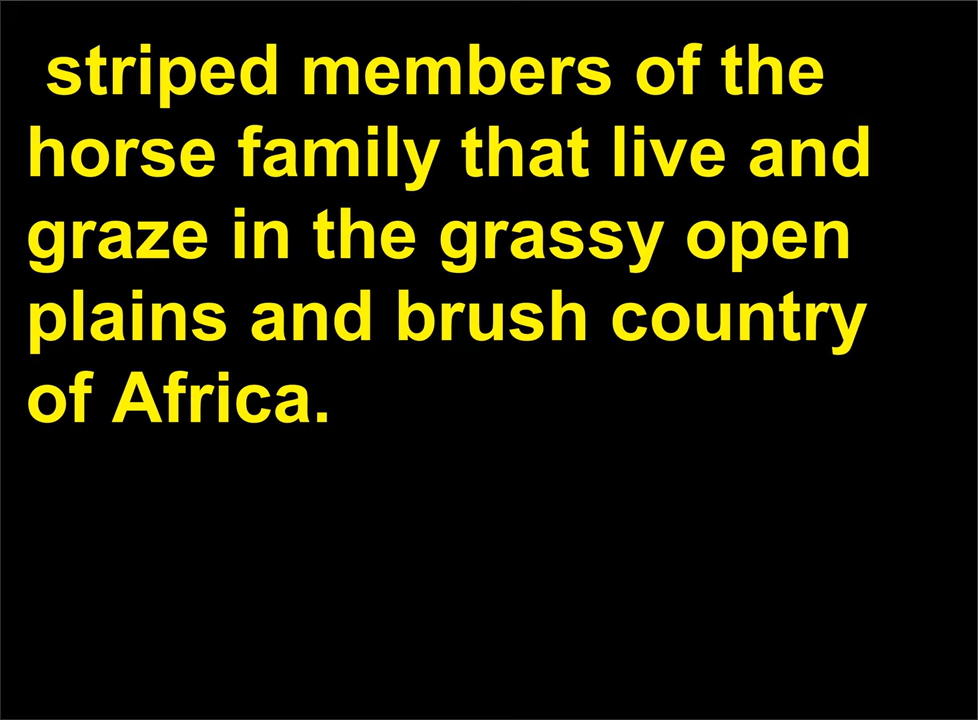 striped members of the
horse family that live and
graze in the grassy open
plains and brush country
of Africa.